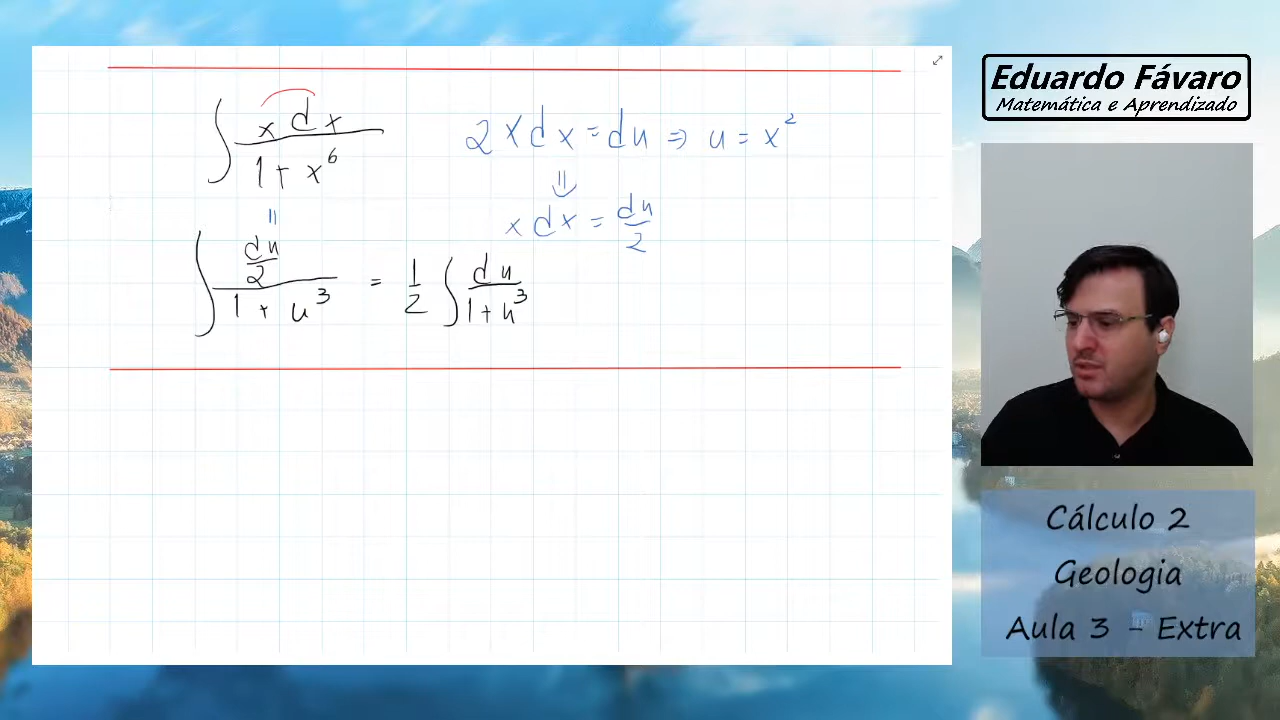 Eduardo Fávaro
Matemática e Aprendizado
∫ x dx / (1 + x⁶)
2 x dx = du ⇒ u = x²
⇓
x dx = du/2
=
∫ (du/2) / (1 + u³) = 1/2 ∫ du / (1 + u³)
Cálculo 2
Geologia
Aula 3 - Extra